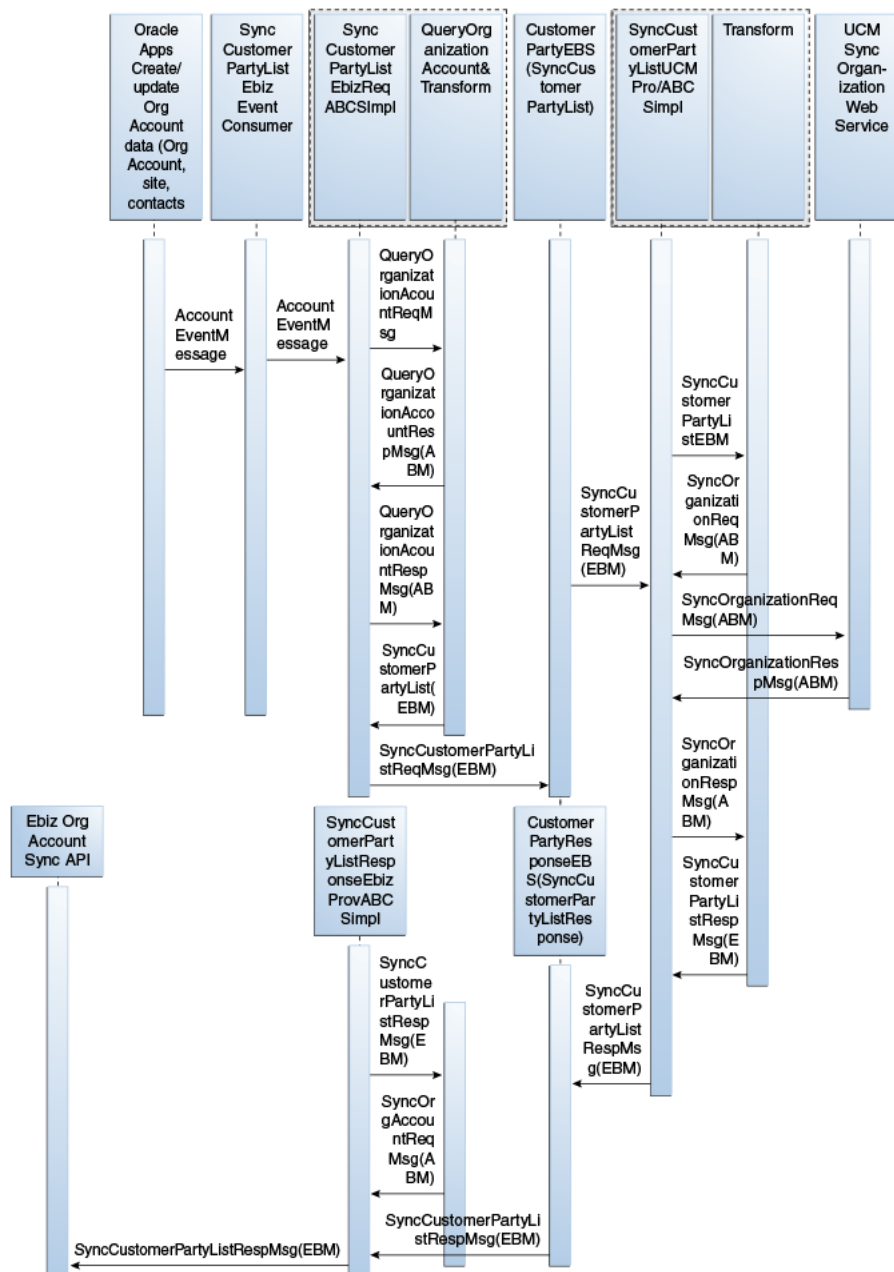 Oracle
Apps
Create/
update
Org
Account
data (Org
Account,
site,
contacts
Sync
Customer
PartyList
Ebiz
Event
Consumer
Sync
Customer
PartyList
EbizReq
ABCSImpl
QueryOrg
anization
Account&
Transform
Customer
PartyEBS
(SyncCus
tomer
PartyList)
SyncCust
omerPart
yListUCM
Pro/ABC
Simpl
Transform
UCM
Sync
Organ-
ization
Web
Service
Account
EventM
essage
Account
EventM
essage
QueryO
rganizat
ionAcou
ntReqM
sg
QueryO
rganizat
ionAcco
untRes
pMsg(A
BM)
QueryO
rganizat
ionAcou
ntResp
Msg(AB
M)
SyncCu
stomerP
artyList(
EBM)
SyncCustomerPartyLi
stReqMsg(EBM)
SyncCu
stomerP
artyList
ReqMsg
(EBM)
SyncCu
stomer
PartyLi
stEBM
SyncOr
ganizati
onReq
Msg(AB
M)
SyncOrganizationReq
Msg(ABM)
SyncOrganizationRes
pMsg(ABM)
SyncOr
ganizati
onResp
Msg(A
BM)
SyncCu
stomer
PartyLi
stResp
Msg(E
BM)
Ebiz Org
Account
Sync API
SyncCust
omerPart
yListResp
onseEbiz
ProvABC
Simpl
Customer
PartyRes
ponseEB
S(SyncCu
stomerPar
tyListRes
ponse)
SyncC
ustome
rPartyLi
stResp
Msg(E
BM)
SyncCu
stomerP
artyList
RespMs
g(EBM)
SyncOr
gAccou
ntReq
Msg(A
BM)
SyncCustomerPartyLi
stRespMsg(EBM)
SyncCustomerPartyListRespMsg(EBM)